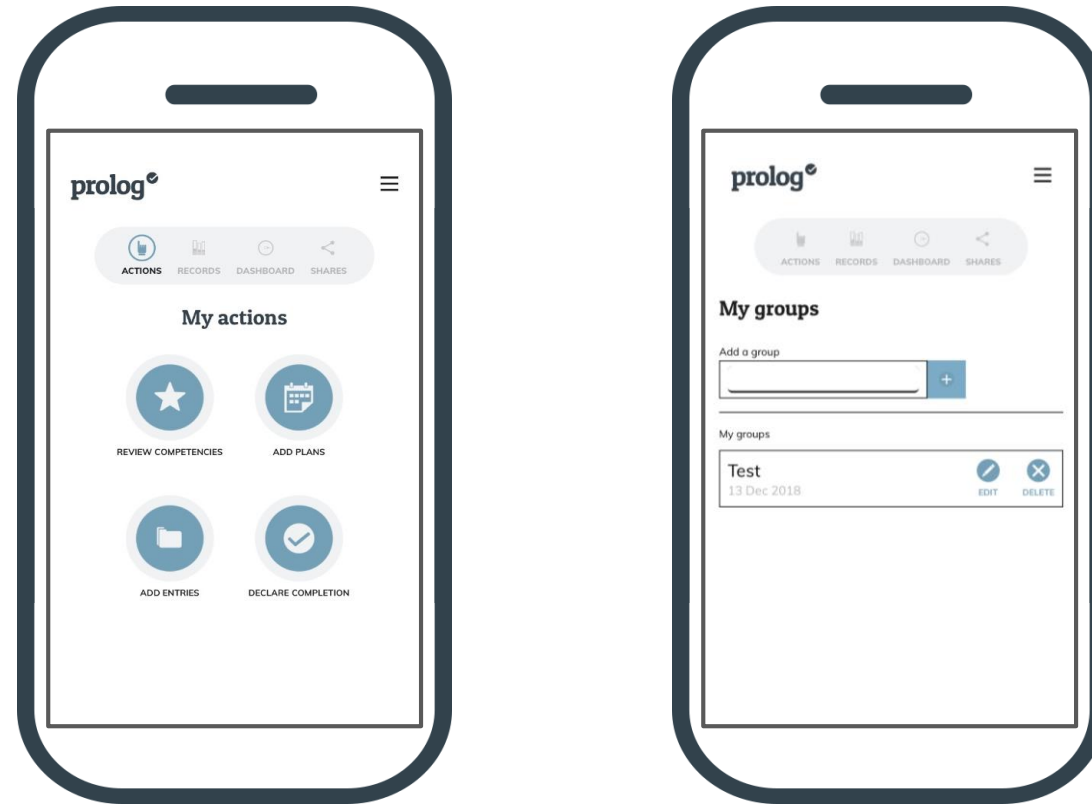 prolog
ACTIONS RECORDS DASHBOARD SHARES
My actions
REVIEW COMPETENCIES ADD PLANS
ADD ENTRIES DECLARE COMPLETION
prolog
ACTIONS RECORDS DASHBOARD SHARES
My groups
Add a group
My groups
Test
13 Dec 2018
EDIT DELETE